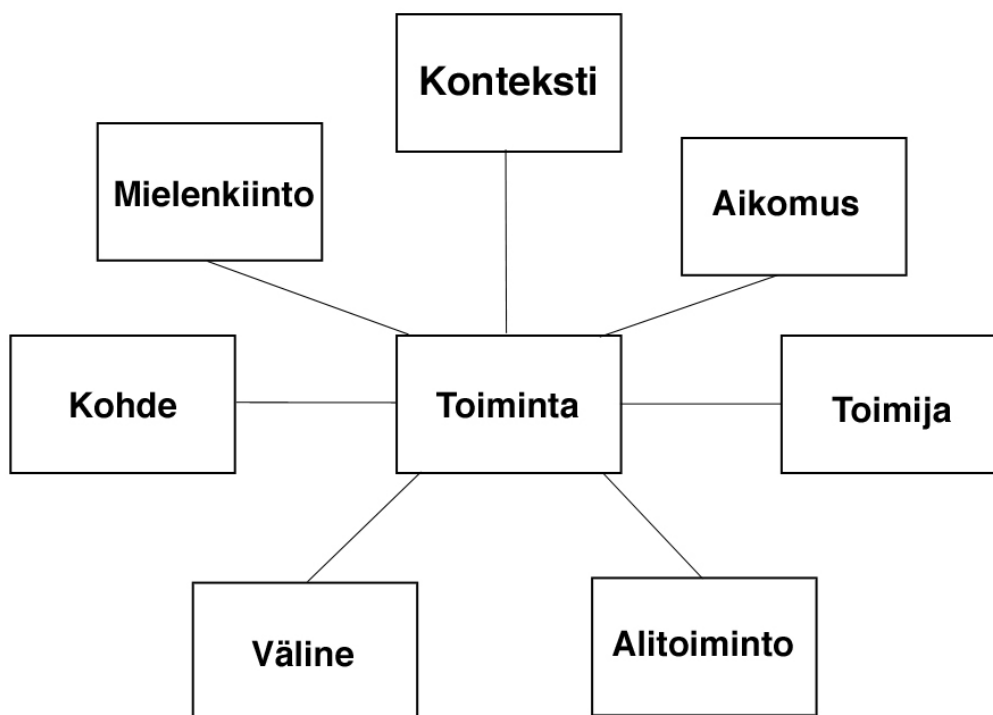 Konteksti
Mielenkiinto
Aikomus
Kohde
Toiminta
Toimija
Väline
Alitoiminto